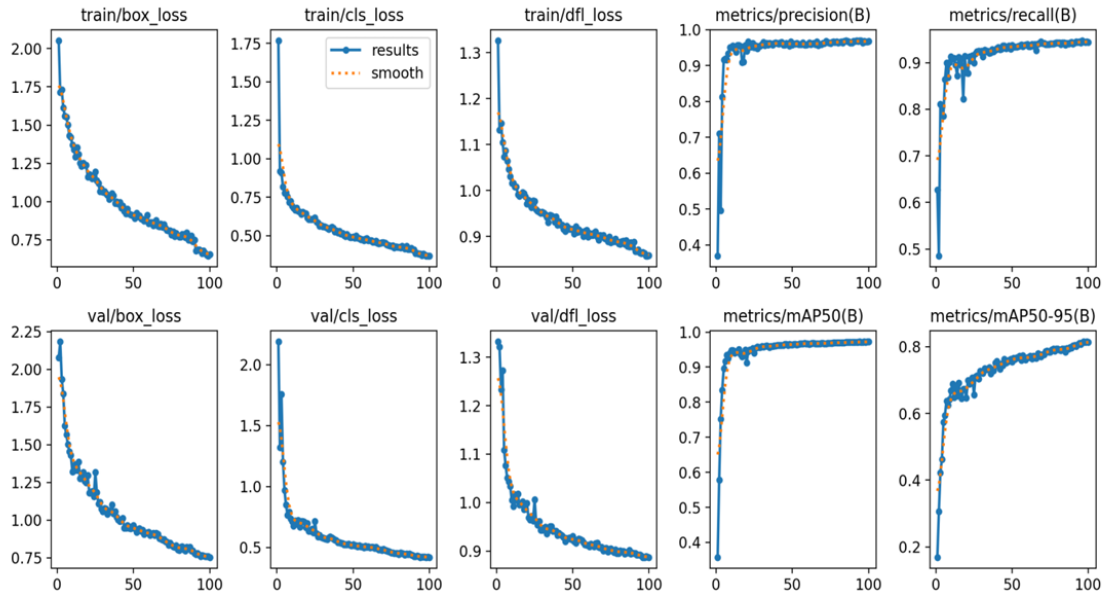 train/box_loss
train/cls_loss
train/dfl_loss
metrics/precision(B)
metrics/recall(B)
results
smooth
2.00
1.75
1.50
1.25
1.00
0.75
0 50 100
1.75
1.50
1.25
1.00
0.75
0.50
0 50 100
1.3
1.2
1.1
1.0
0.9
0 50 100
1.0
0.9
0.8
0.7
0.6
0.5
0.4
0 50 100
0.9
0.8
0.7
0.6
0.5
0 50 100
val/box_loss
val/cls_loss
val/dfl_loss
metrics/mAP50(B)
metrics/mAP50-95(B)
2.25
2.00
1.75
1.50
1.25
1.00
0.75
0 50 100
2.0
1.5
1.0
0.5
0 50 100
1.3
1.2
1.1
1.0
0.9
0 50 100
1.0
0.9
0.8
0.7
0.6
0.5
0.4
0 50 100
0.8
0.6
0.4
0.2
0 50 100